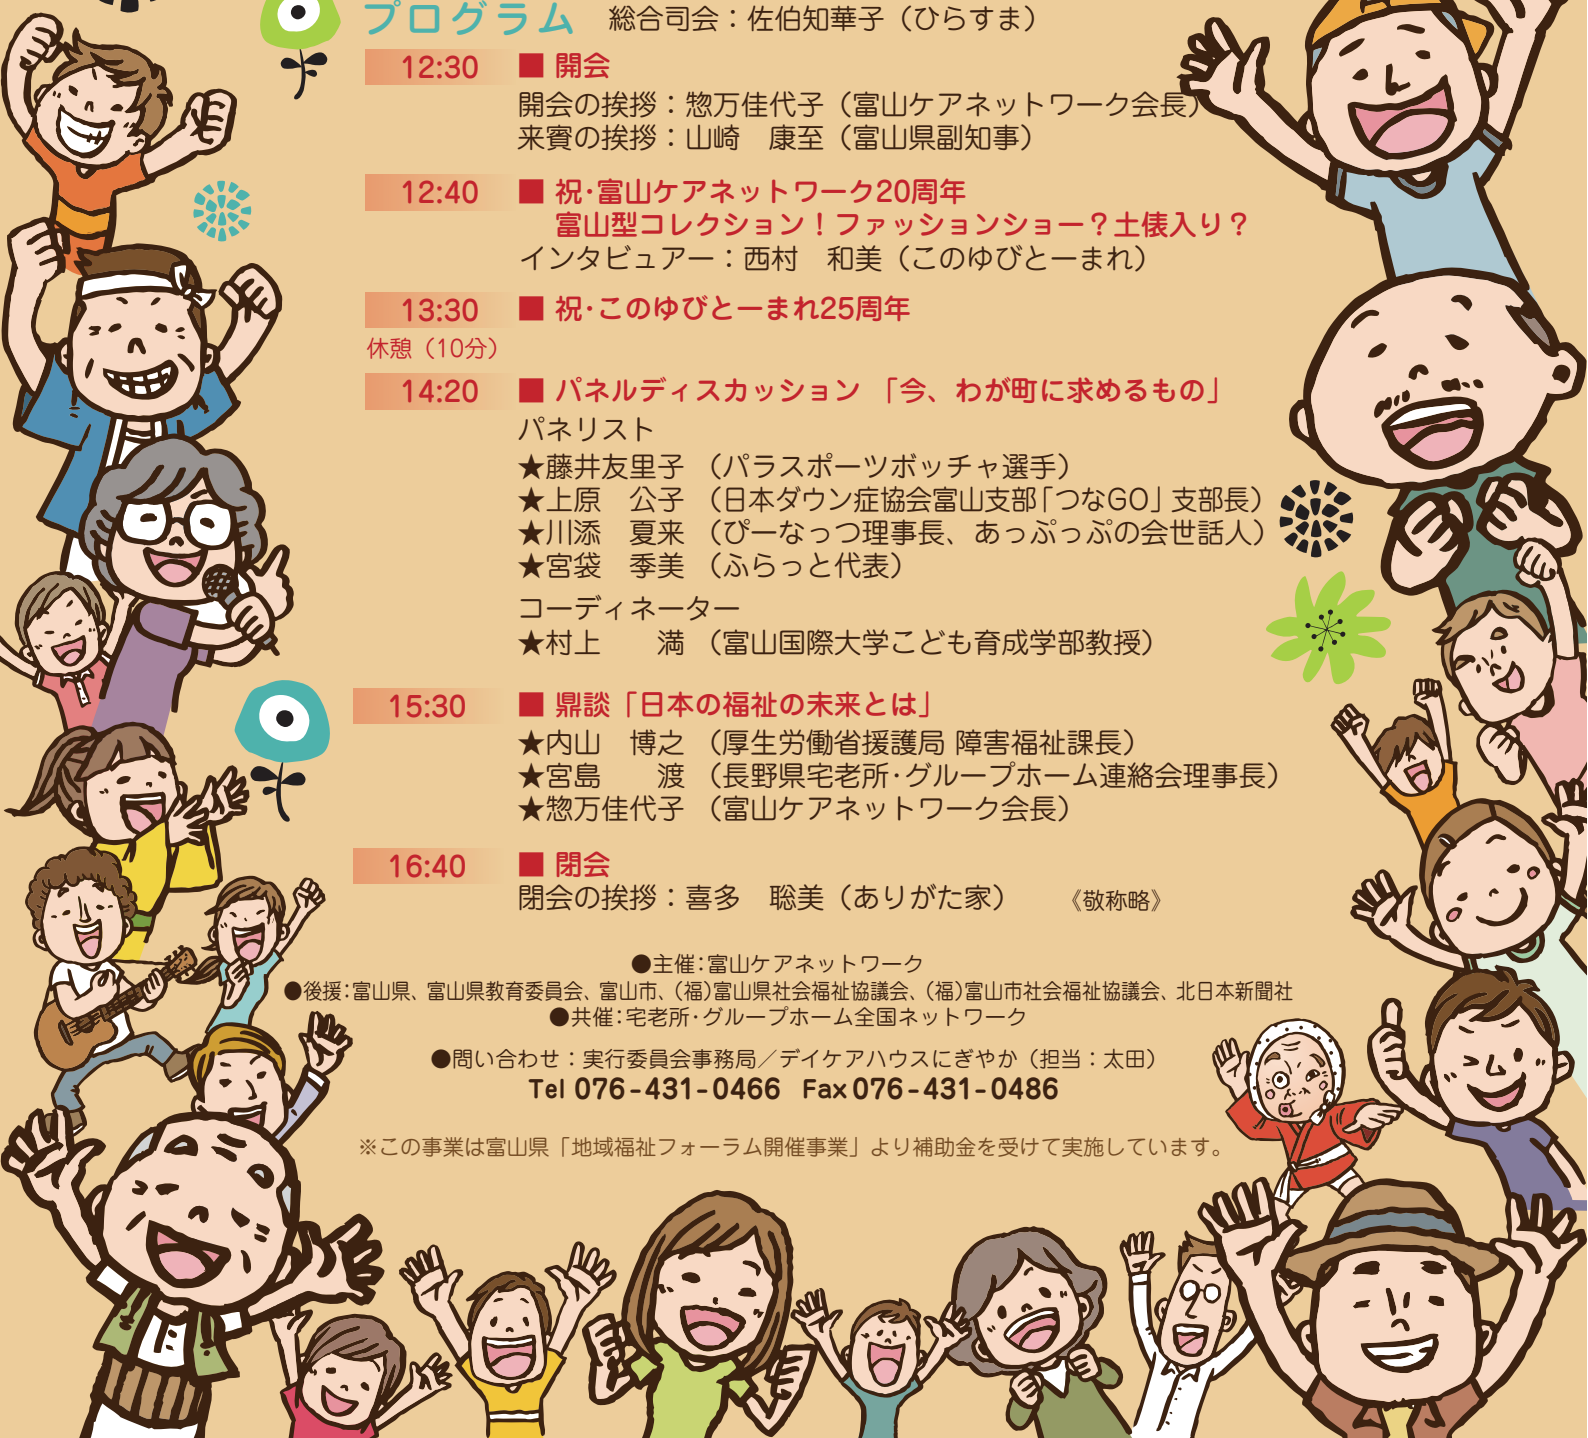 プログラム 総合司会：佐伯知華子（ひらすま）
12:30 ■ 開会
開会の挨拶：惣万佳代子（富山ケアネットワーク会長）
来賓の挨拶：山崎　康至（富山県副知事）
12:40 ■ 祝･富山ケアネットワーク20周年
富山型コレクション！ファッションショー？土俵入り？
インタビュアー：西村　和美（このゆびとーまれ）
13:30 ■ 祝･このゆびとーまれ25周年
休憩（10分）
14:20 ■ パネルディスカッション 「今、わが町に求めるもの」
パネリスト
★藤井友里子 （パラスポーツボッチャ選手）
★上原　公子 （日本ダウン症協会富山支部「つなGO」支部長）
★川添　夏来 （ぴーなっつ理事長、あっぷっぷの会世話人）
★宮袋　季美 （ふらっと代表）
コーディネーター
★村上　　満 （富山国際大学こども育成学部教授）
15:30 ■ 鼎談「日本の福祉の未来とは」
★内山　博之 （厚生労働省援護局 障害福祉課長）
★宮島　　渡 （長野県宅老所･グループホーム連絡会理事長）
★惣万佳代子 （富山ケアネットワーク会長）
16:40 ■ 閉会
閉会の挨拶：喜多　聡美（ありがた家） 《敬称略》
●主催：富山ケアネットワーク
●後援：富山県、富山県教育委員会、富山市、（福）富山県社会福祉協議会、（福）富山市社会福祉協議会、北日本新聞社
●共催：宅老所･グループホーム全国ネットワーク
●問い合わせ：実行委員会事務局／デイケアハウスにぎやか（担当：太田）
Tel 076-431-0466 Fax 076-431-0486
※この事業は富山県「地域福祉フォーラム開催事業」より補助金を受けて実施しています。